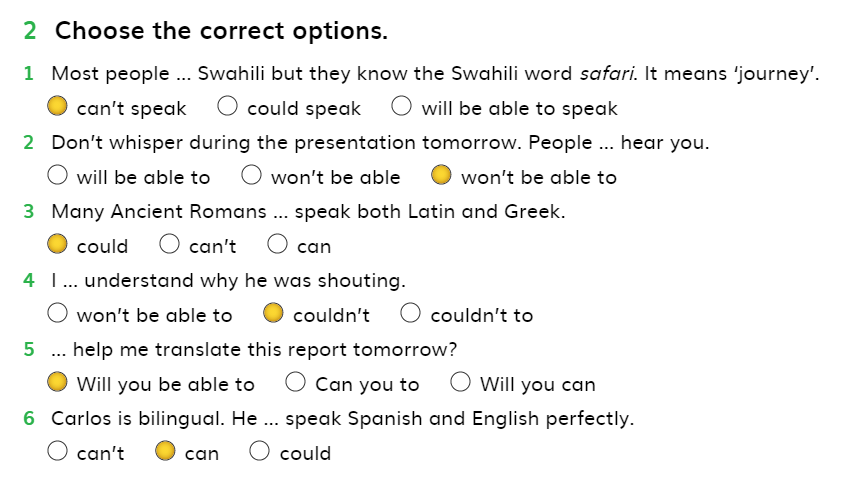 2 Choose the correct options.
1 Most people ... Swahili but they know the Swahili word safari. It means ‘journey’.
can’t speak could speak will be able to speak
2 Don’t whisper during the presentation tomorrow. People ... hear you.
will be able to won’t be able won’t be able to
3 Many Ancient Romans ... speak both Latin and Greek.
could can’t can
4 I ... understand why he was shouting.
won’t be able to couldn’t couldn’t to
5 ... help me translate this report tomorrow?
Will you be able to Can you to Will you can
6 Carlos is bilingual. He ... speak Spanish and English perfectly.
can’t can could